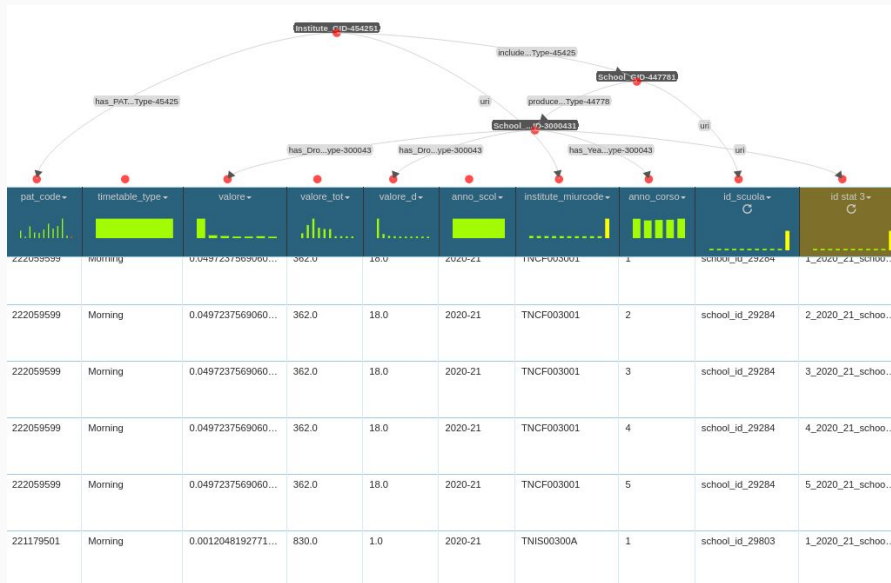 Institute_GID-454251
include...Type-45425
School_GID-447781
has_PAT...Type-45425
uri
produce...Type-44778
School_...ID-3000431
uri
has_Dro...ype-300043
has_Dro...ype-300043
has_Yea...ype-300043
uri
pat_code timetable_type valore valore_tot valore_d anno_scol institute_miurcode anno_corso id_scuola id stat 3
222059599 Morning 0.0497237569060... 362.0 18.0 2020-21 TNCF003001 1 school_id_29284 1_2020_21_schoo...
222059599 Morning 0.0497237569060... 362.0 18.0 2020-21 TNCF003001 2 school_id_29284 2_2020_21_schoo...
222059599 Morning 0.0497237569060... 362.0 18.0 2020-21 TNCF003001 3 school_id_29284 3_2020_21_schoo...
222059599 Morning 0.0497237569060... 362.0 18.0 2020-21 TNCF003001 4 school_id_29284 4_2020_21_schoo...
222059599 Morning 0.0497237569060... 362.0 18.0 2020-21 TNCF003001 5 school_id_29284 5_2020_21_schoo...
221179501 Morning 0.0012048192771... 830.0 1.0 2020-21 TNIS00300A 1 school_id_29803 1_2020_21_schoo...